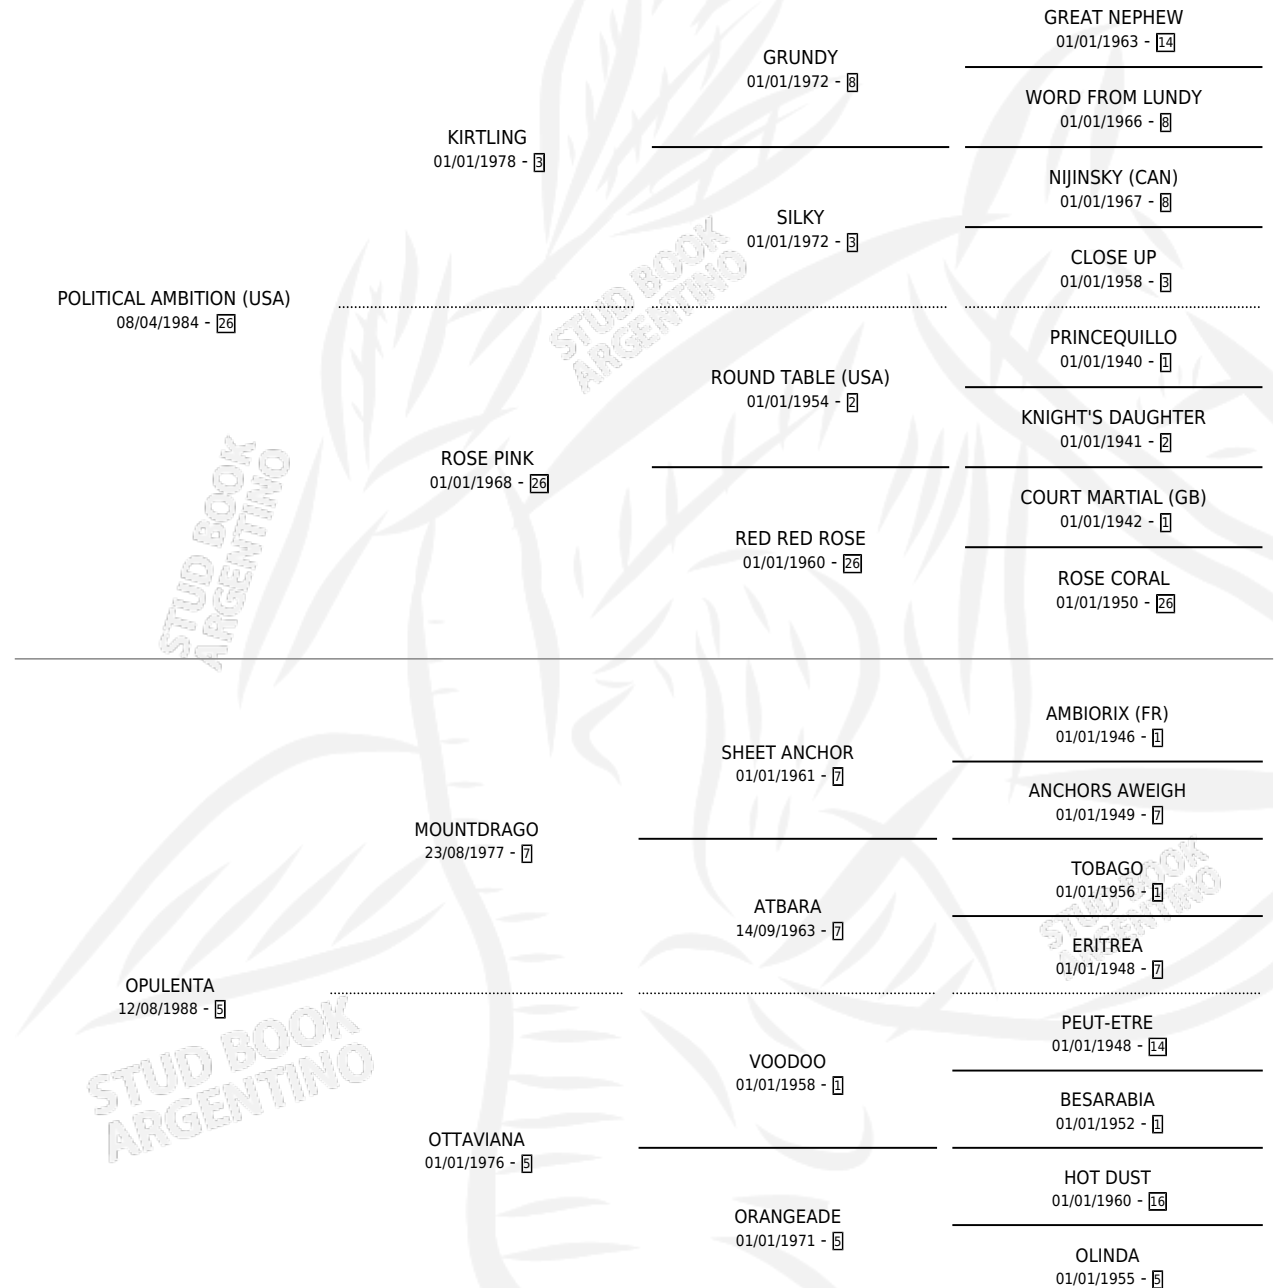 GREAT NEPHEW
01/01/1963 - 14
GRUNDY
01/01/1972 - 8
WORD FROM LUNDY
01/01/1966 - 8
KIRTLING
01/01/1978 - 3
NIJINSKY (CAN)
01/01/1967 - 8
SILKY
01/01/1972 - 3
CLOSE UP
01/01/1958 - 3
POLITICAL AMBITION (USA)
08/04/1984 - 26
PRINCEQUILLO
01/01/1940 - 1
ROUND TABLE (USA)
01/01/1954 - 2
KNIGHT'S DAUGHTER
01/01/1941 - 2
ROSE PINK
01/01/1968 - 26
COURT MARTIAL (GB)
01/01/1942 - 1
RED RED ROSE
01/01/1960 - 26
ROSE CORAL
01/01/1950 - 26
AMBIORIX (FR)
01/01/1946 - 1
SHEET ANCHOR
01/01/1961 - 7
ANCHORS AWEIGH
01/01/1949 - 7
MOUNTDRAGO
23/08/1977 - 7
TOBAGO
01/01/1956 - 1
ATBARA
14/09/1963 - 7
ERITREA
01/01/1948 - 7
OPULENTA
12/08/1988 - 5
PEUT-ETRE
01/01/1948 - 14
VOODOO
01/01/1958 - 1
BESARABIA
01/01/1952 - 1
OTTAVIANA
01/01/1976 - 5
HOT DUST
01/01/1960 - 16
ORANGEADE
01/01/1971 - 5
OLINDA
01/01/1955 - 5
STUD BOOK
ARGENTINO
STUD BOOK
ARGENTINO
STUD BOOK
ARGENTINO
STUD BOOK
ARGENTINO